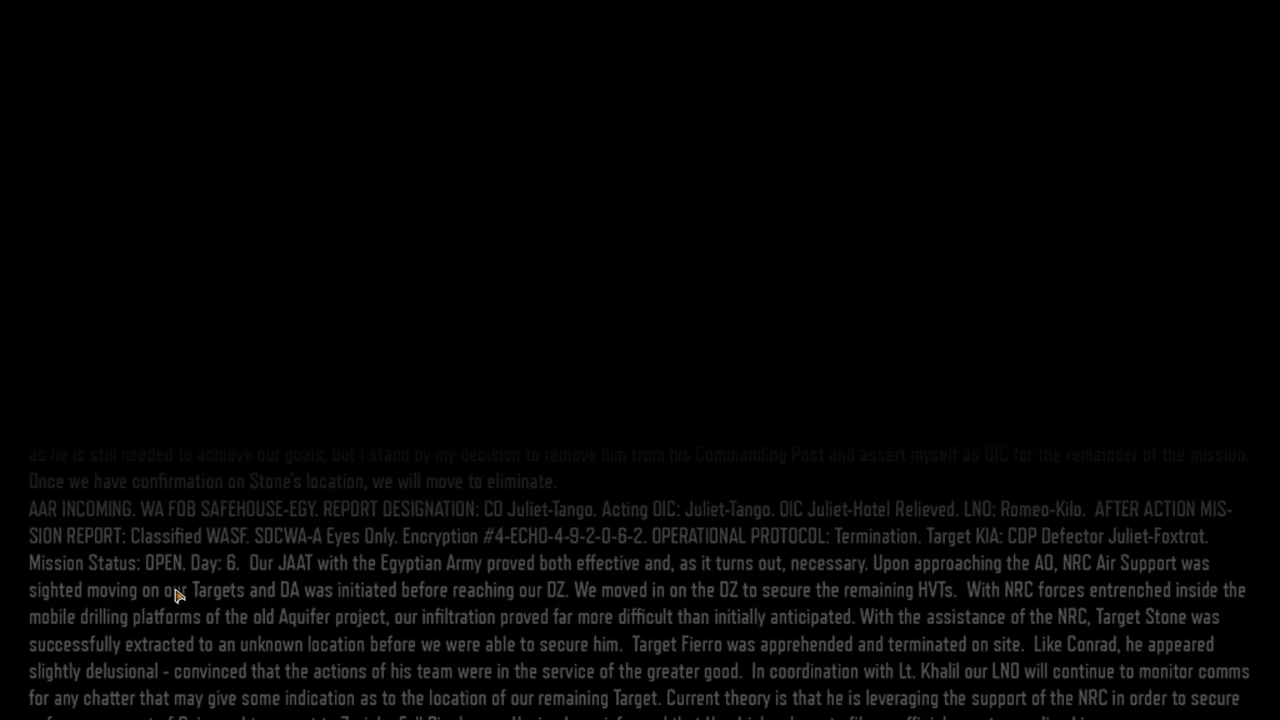 as he is still needed to achieve our goals, but I stand by my decision to remove him from his Commanding Post and assert myself as OIC for the remainder of the mission.
Once we have confirmation on Stone's location, we will move to eliminate.
AAR INCOMING. WA FOB SAFEHOUSE-EGY. REPORT DESIGNATION: CO Juliet-Tango. Acting OIC: Juliet-Tango. OIC Juliet-Hotel Relieved. LNO: Romeo-Kilo.  AFTER ACTION MIS-
SION REPORT: Classified WASF. SOCWA-A Eyes Only. Encryption #4-ECHO-4-9-2-0-6-2. OPERATIONAL PROTOCOL: Termination. Target KIA: CDP Defector Juliet-Foxtrot.
Mission Status: OPEN. Day: 6.  Our JAAT with the Egyptian Army proved both effective and, as it turns out, necessary. Upon approaching the AO, NRC Air Support was
sighted moving on our Targets and DA was initiated before reaching our DZ. We moved in on the DZ to secure the remaining HVTs.  With NRC forces entrenched inside the
mobile drilling platforms of the old Aquifer project, our infiltration proved far more difficult than initially anticipated. With the assistance of the NRC, Target Stone was
successfully extracted to an unknown location before we were able to secure him.  Target Fierro was apprehended and terminated on site.  Like Conrad, he appeared
slightly delusional - convinced that the actions of his team were in the service of the greater good.  In coordination with Lt. Khalil our LNO will continue to monitor comms
for any chatter that may give some indication as to the location of our remaining Target. Current theory is that he is leveraging the support of the NRC in order to secure